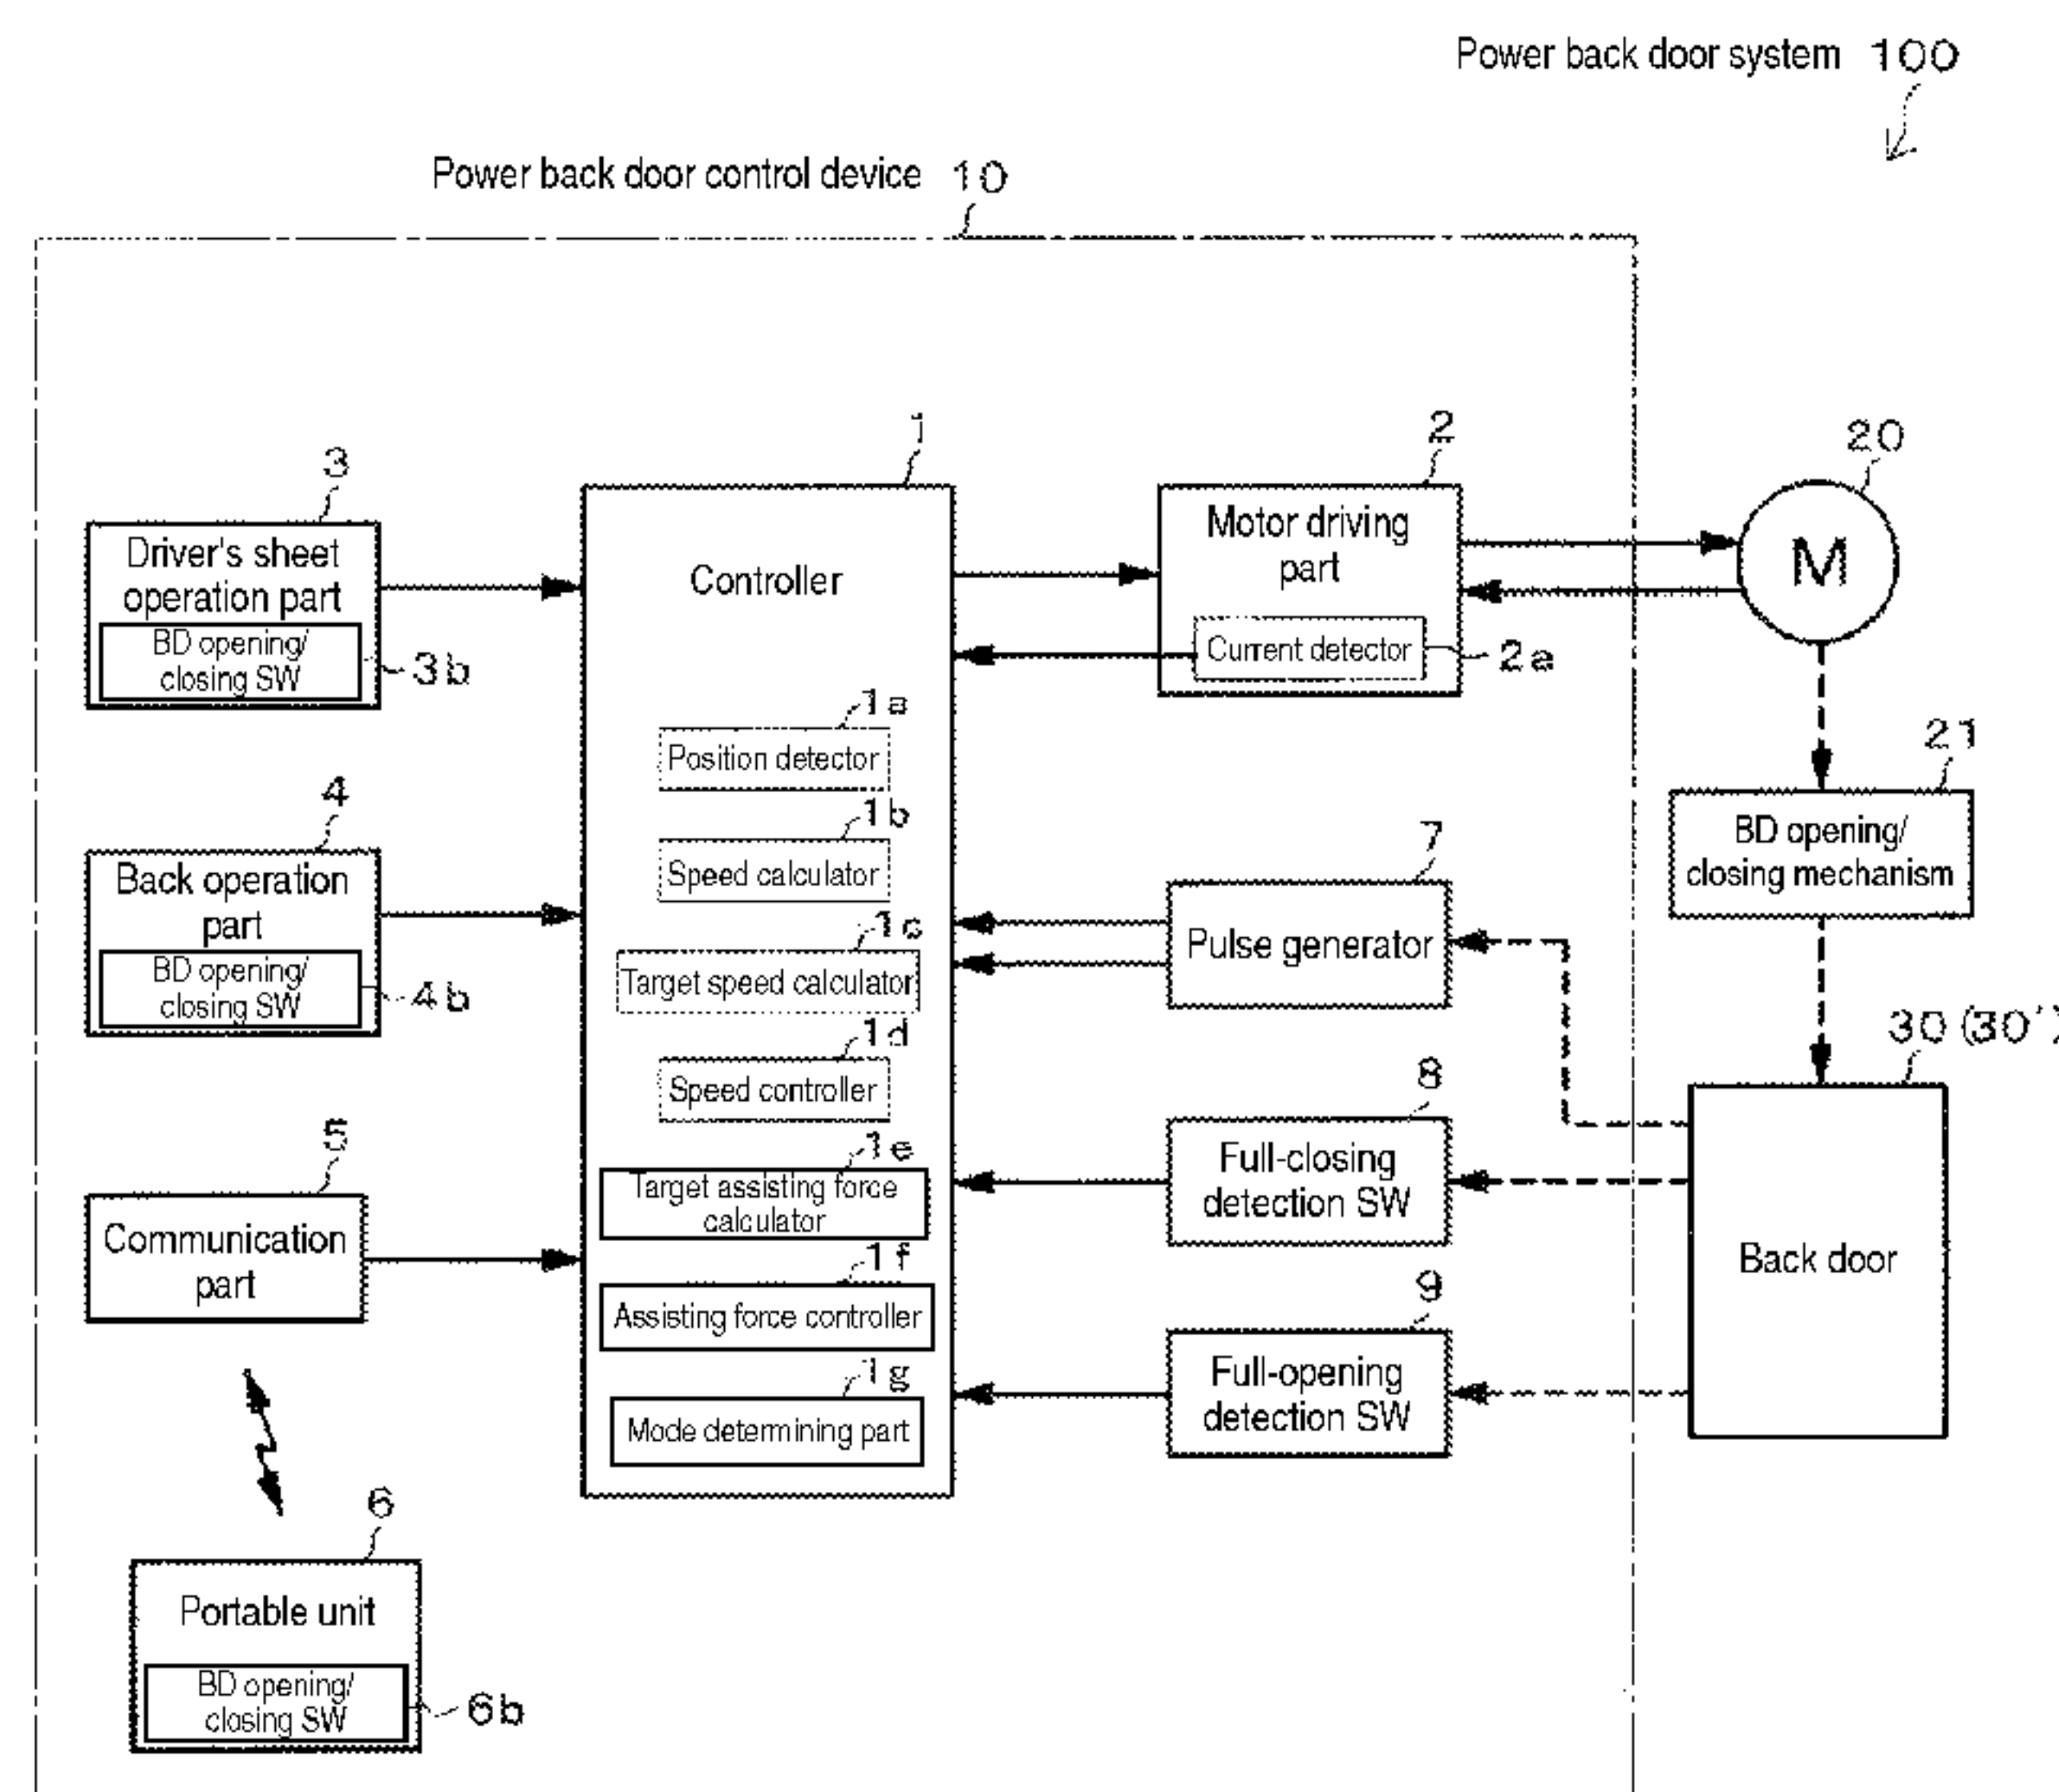 Power back door system 100
Power back door control device 10
3
Driver's sheet
operation part
BD opening/
closing SW
3b
4
Back operation
part
BD opening/
closing SW
4b
5
Communication
part
6
Portable unit
BD opening/
closing SW
6b
1
Controller
1a
Position detector
1b
Speed calculator
1c
Target speed calculator
1d
Speed controller
1e
Target assisting force
calculator
1f
Assisting force controller
1g
Mode determining part
2
Motor driving
part
Current detector
2a
7
Pulse generator
8
Full-closing
detection SW
9
Full-opening
detection SW
20
M
21
BD opening/
closing mechanism
30 (30')
Back door